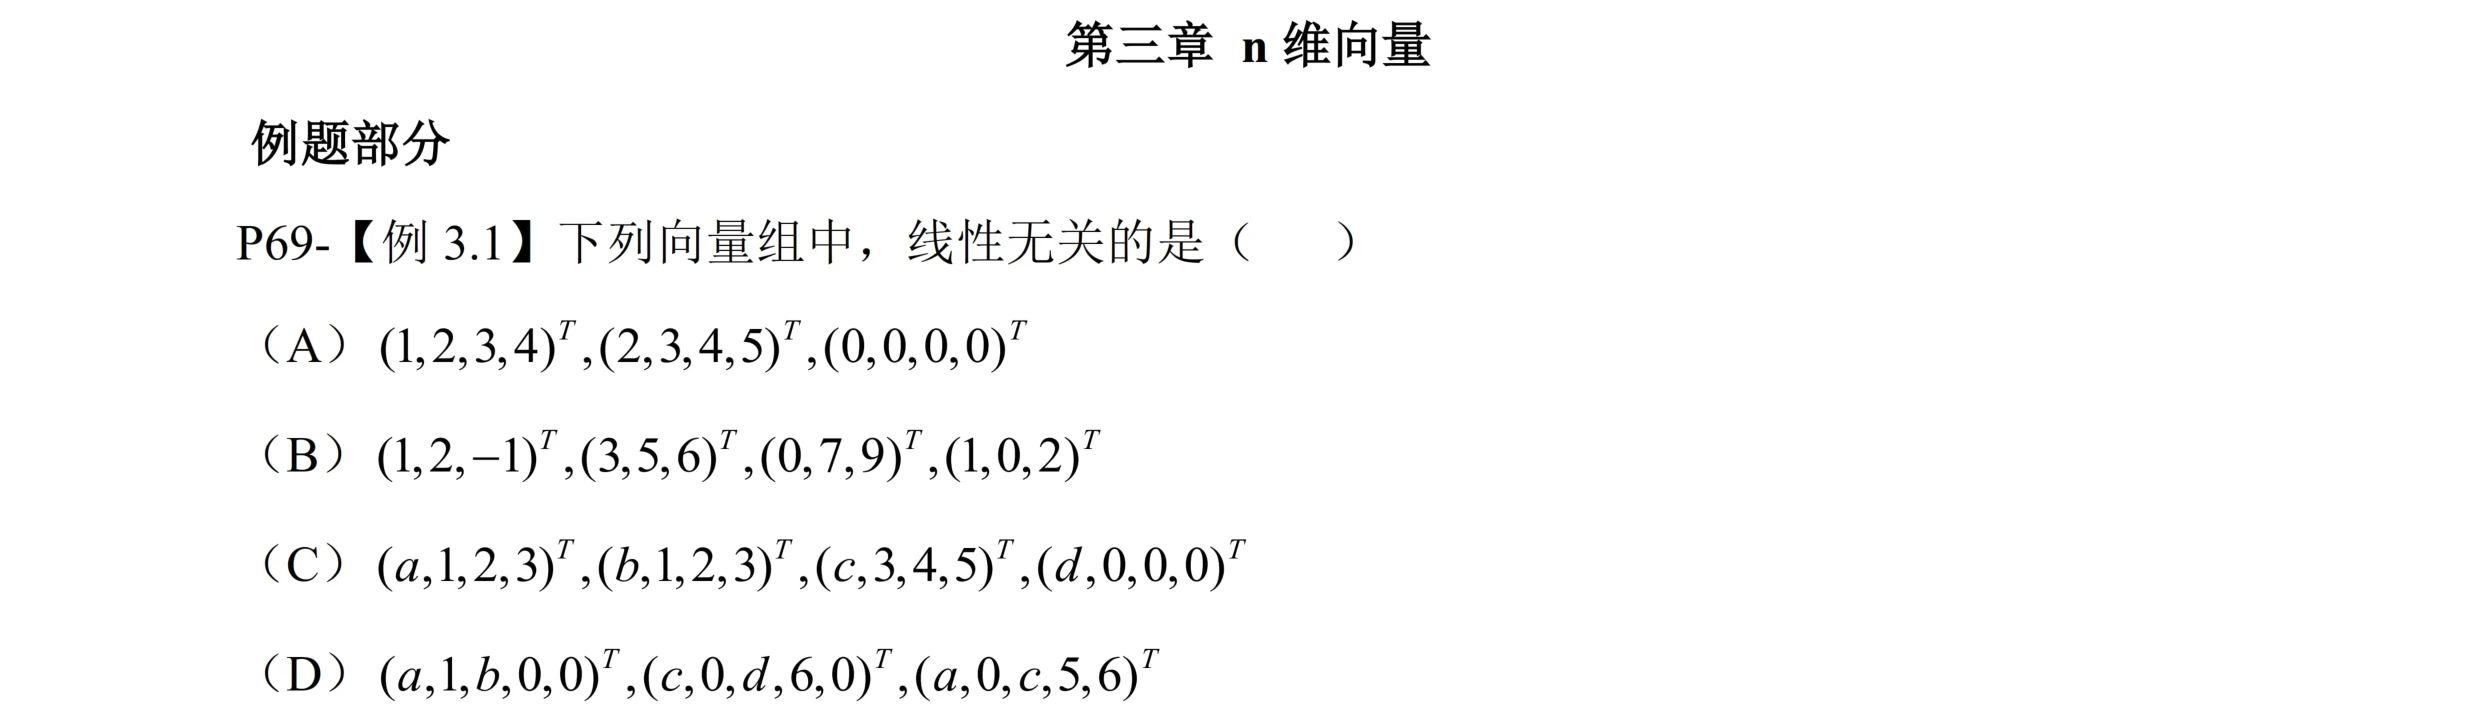 第三章 n 维向量
例题部分
P69-【例 3.1】下列向量组中，线性无关的是（ ）
（A）(1,2,3,4)^T,(2,3,4,5)^T,(0,0,0,0)^T
（B）(1,2,−1)^T,(3,5,6)^T,(0,7,9)^T,(1,0,2)^T
（C）(a,1,2,3)^T,(b,1,2,3)^T,(c,3,4,5)^T,(d,0,0,0)^T
（D）(a,1,b,0,0)^T,(c,0,d,6,0)^T,(a,0,c,5,6)^T